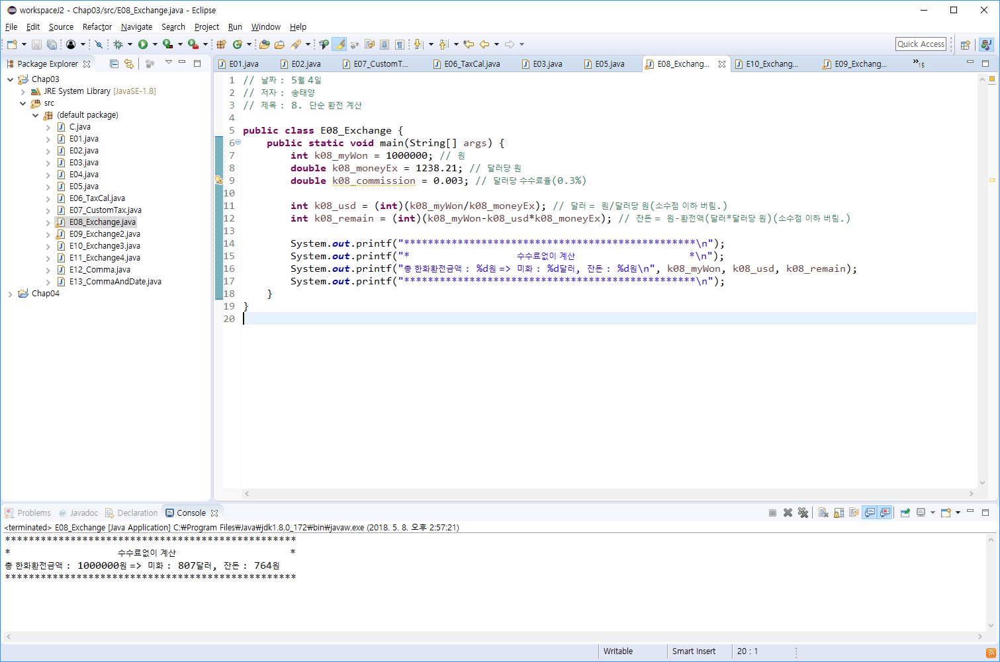 workspaceJ2 - Chap03/src/E08_Exchange.java - Eclipse
File Edit Source Refactor Navigate Search Project Run Window Help
Quick Access
Package Explorer
E01.java E02.java E07_CustomT... E06_TaxCal.java E03.java E05.java E08_Exchang... E10_Exchang... E09_Exchang... »15
Chap03
JRE System Library [JavaSE-1.8]
src
(default package)
C.java
E01.java
E02.java
E03.java
E04.java
E05.java
E06_TaxCal.java
E07_CustomTax.java
E08_Exchange.java
E09_Exchange2.java
E10_Exchange3.java
E11_Exchange4.java
E12_Comma.java
E13_CommaAndDate.java
Chap04
1 // 날짜 : 5월 4일
2 // 저자 : 송태양
3 // 제목 : 8. 단순 환전 계산
4
5 public class E08_Exchange {
6 public static void main(String[] args) {
7 int k08_myWon = 1000000; // 원
8 double k08_moneyEx = 1238.21; // 달러당 원
9 double k08_commission = 0.003; // 달러당 수수료율(0.3%)
10
11 int k08_usd = (int)(k08_myWon/k08_moneyEx); // 달러 = 원/달러당 원(소수점 이하 버림.)
12 int k08_remain = (int)(k08_myWon-k08_usd*k08_moneyEx); // 잔돈 = 원-환전액(달러*달러당 원)(소수점 이하 버림.)
13
14 System.out.printf("*************************************************\n");
15 System.out.printf("* 수수료없이 계산 *\n");
16 System.out.printf("총 한화환전금액 : %d원 => 미화 : %d달러, 잔돈 : %d원\n", k08_myWon, k08_usd, k08_remain);
17 System.out.printf("*************************************************\n");
18 }
19 }
20
Problems @ Javadoc Declaration Console
<terminated> E08_Exchange [Java Application] C:₩Program Files₩Java₩jdk1.8.0_172₩bin₩javaw.exe (2018. 5. 8. 오후 2:57:21)
*************************************************
* 수수료없이 계산 *
총 한화환전금액 : 1000000원 => 미화 : 807달러, 잔돈 : 764원
*************************************************
Writable Smart Insert 20 : 1